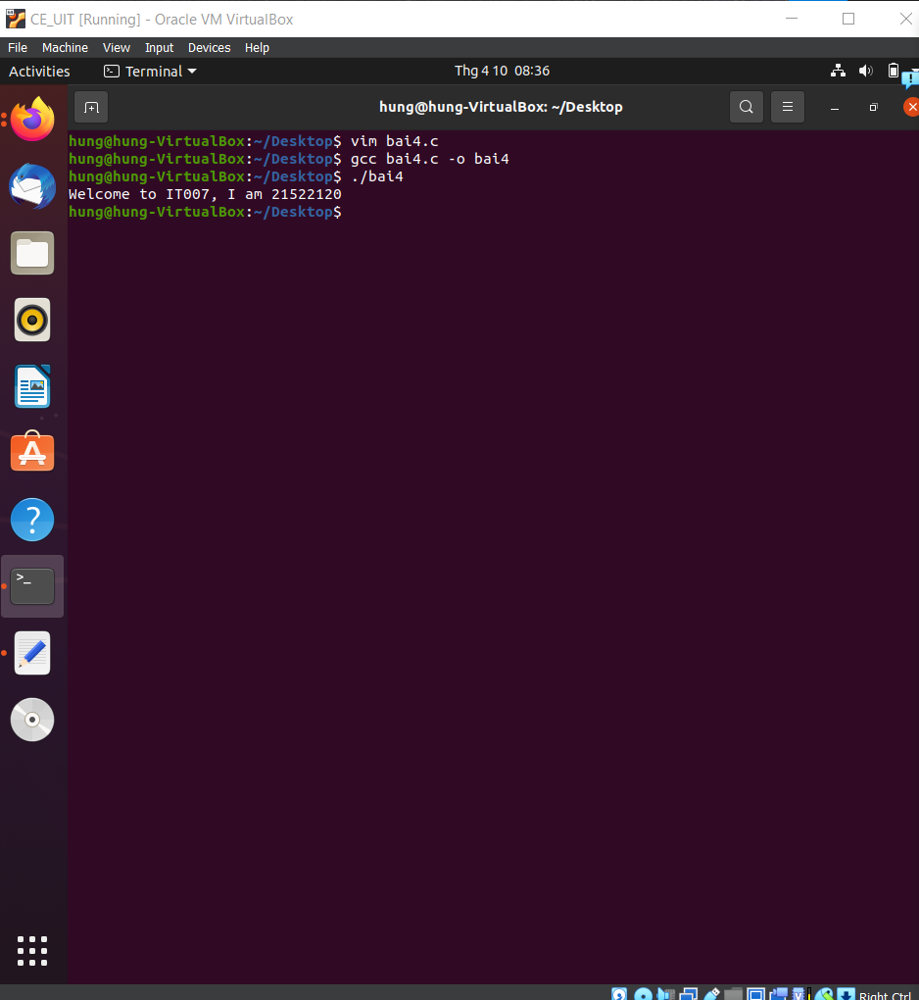 CE_UIT [Running] - Oracle VM VirtualBox
File Machine View Input Devices Help
Activities Terminal Thg 4 10 08:36
hung@hung-VirtualBox: ~/Desktop
hung@hung-VirtualBox:~/Desktop$ vim bai4.c
hung@hung-VirtualBox:~/Desktop$ gcc bai4.c -o bai4
hung@hung-VirtualBox:~/Desktop$ ./bai4
Welcome to IT007, I am 21522120
hung@hung-VirtualBox:~/Desktop$
Right Ctrl